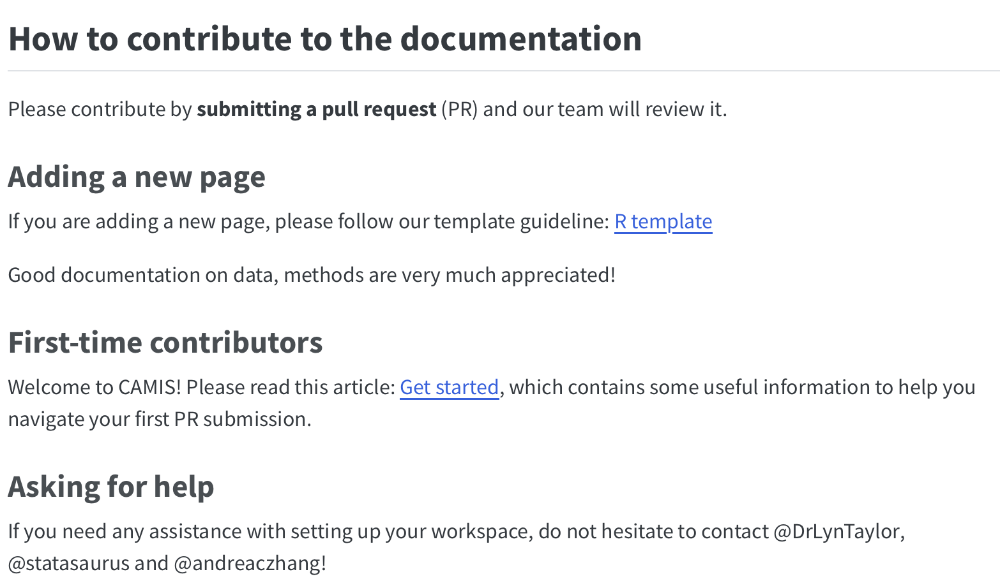 How to contribute to the documentation
Please contribute by submitting a pull request (PR) and our team will review it.
Adding a new page
If you are adding a new page, please follow our template guideline: R template
Good documentation on data, methods are very much appreciated!
First-time contributors
Welcome to CAMIS! Please read this article: Get started, which contains some useful information to help you
navigate your first PR submission.
Asking for help
If you need any assistance with setting up your workspace, do not hesitate to contact @DrLynTaylor,
@statasaurus and @andreaczhang!